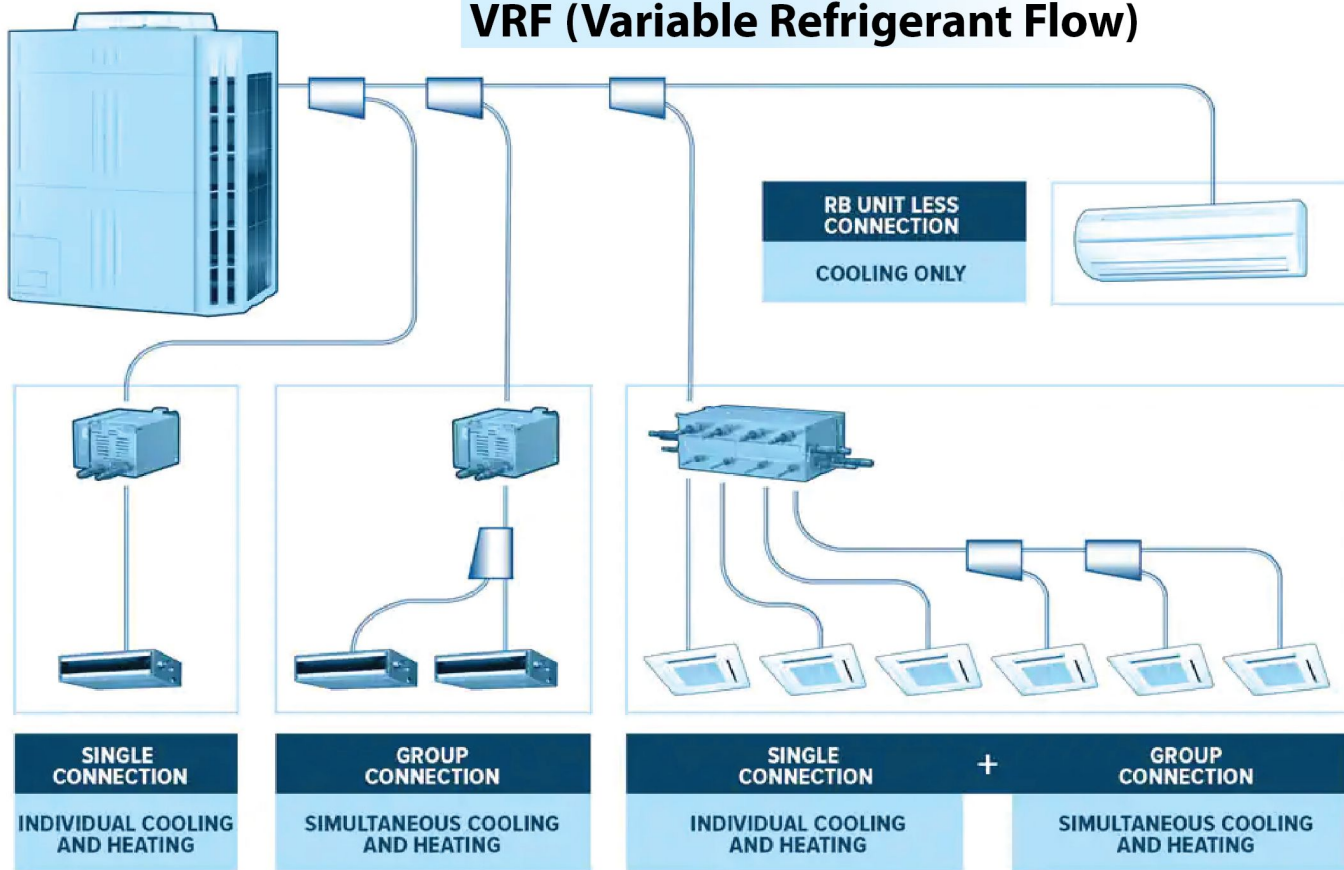 VRF (Variable Refrigerant Flow)
RB UNIT LESS
CONNECTION
COOLING ONLY
SINGLE
CONNECTION
INDIVIDUAL COOLING
AND HEATING
GROUP
CONNECTION
SIMULTANEOUS COOLING
AND HEATING
SINGLE
CONNECTION
+
GROUP
CONNECTION
INDIVIDUAL COOLING
AND HEATING
SIMULTANEOUS COOLING
AND HEATING